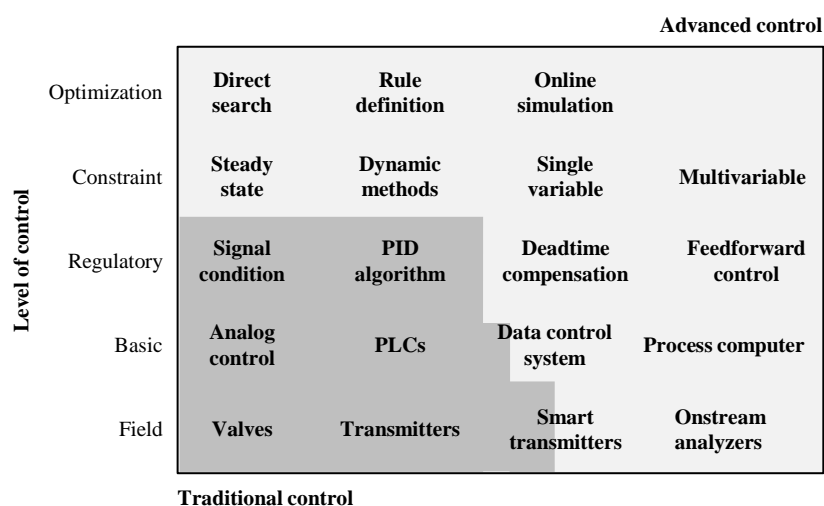 Advanced control
Level of control
Optimization
Direct
search
Rule
definition
Online
simulation
Constraint
Steady
state
Dynamic
methods
Single
variable
Multivariable
Regulatory
Signal
condition
PID
algorithm
Deadtime
compensation
Feedforward
control
Basic
Analog
control
PLCs
Data control
system
Process computer
Field
Valves
Transmitters
Smart
transmitters
Onstream
analyzers
Traditional control